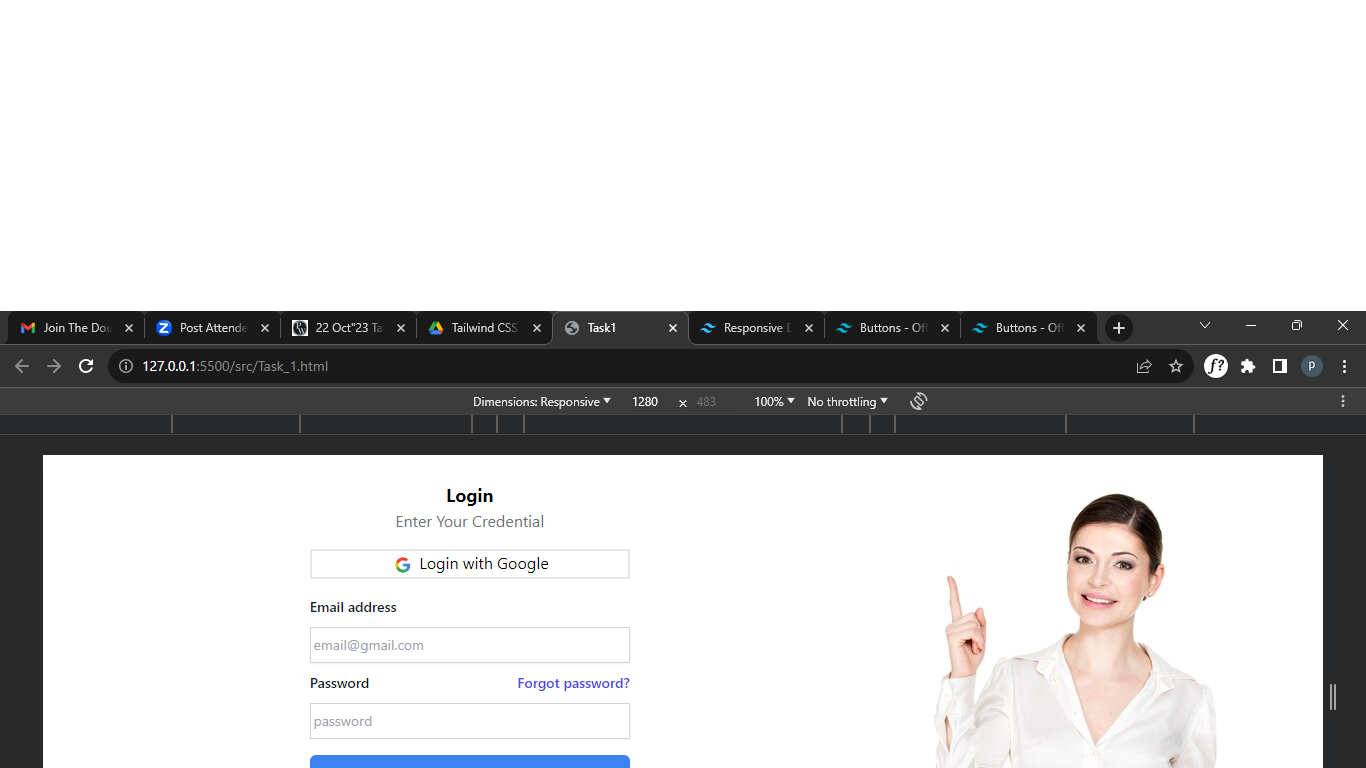 Join The Dou Post Attende 22 Oct"23 Ta Tailwind CSS Task1 Responsive D Buttons - Off Buttons - Off
127.0.0.1:5500/src/Task_1.html f? P
Dimensions: Responsive 1280 x 483 100% No throttling
Login
Enter Your Credential
Login with Google
Email address
email@gmail.com
Password Forgot password?
password